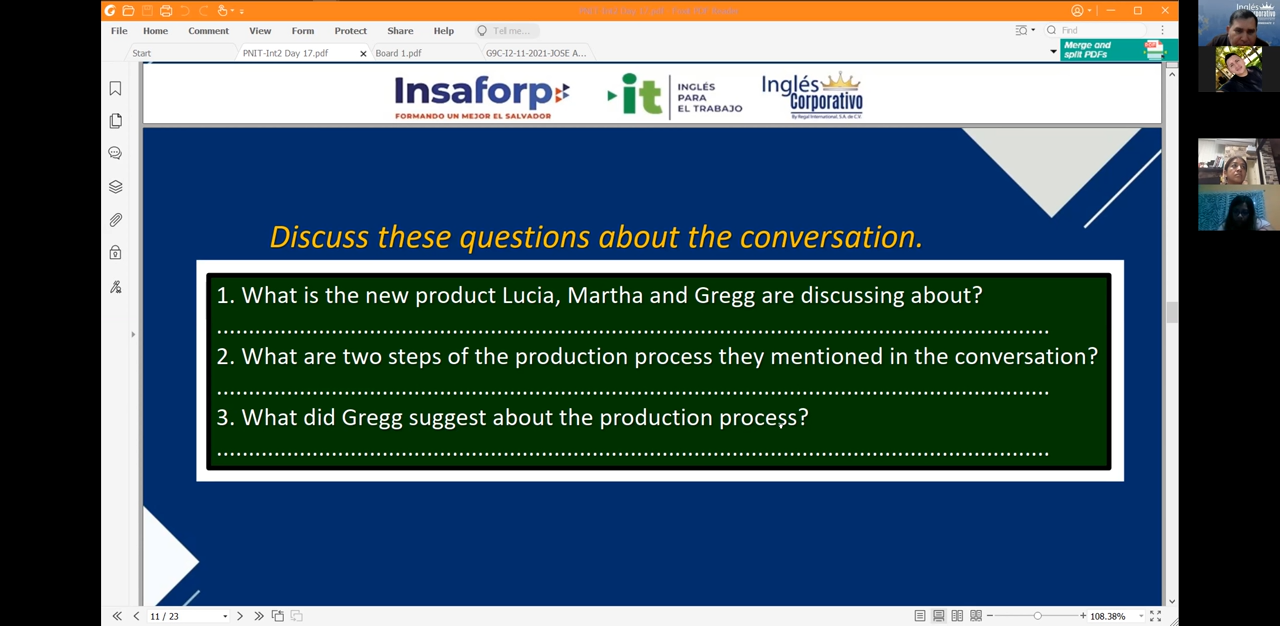 File Home Comment View Form Protect Share Help Tell me... Find
Start PNIT-Int2 Day 17.pdf Board 1.pdf G9C-I2-11-2021-JOSE A...
Merge and
split PDFs
Insaforp
FORMANDO UN MEJOR EL SALVADOR
it
INGLÉS
PARA
EL TRABAJO
Inglés
Corporativo
By Regal International, S.A. de C.V.
Discuss these questions about the conversation.
1. What is the new product Lucia, Martha and Gregg are discussing about?
2. What are two steps of the production process they mentioned in the conversation?
3. What did Gregg suggest about the production process?
11 / 23
108.38%